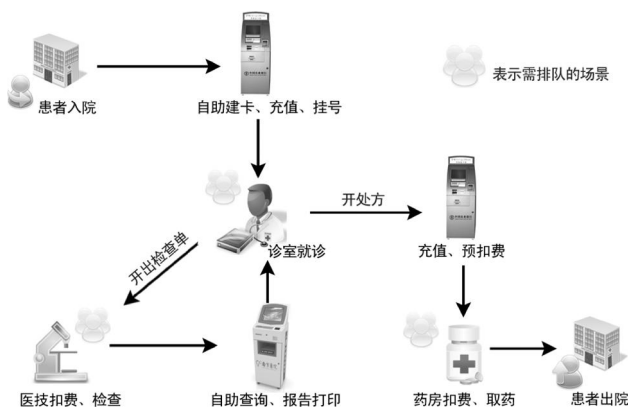 表示需排队的场景
患者入院
自助建卡、充值、挂号
开处方
诊室就诊
充值、预扣费
开出检查单
医技扣费、检查
自助查询、报告打印
药房扣费、取药
患者出院